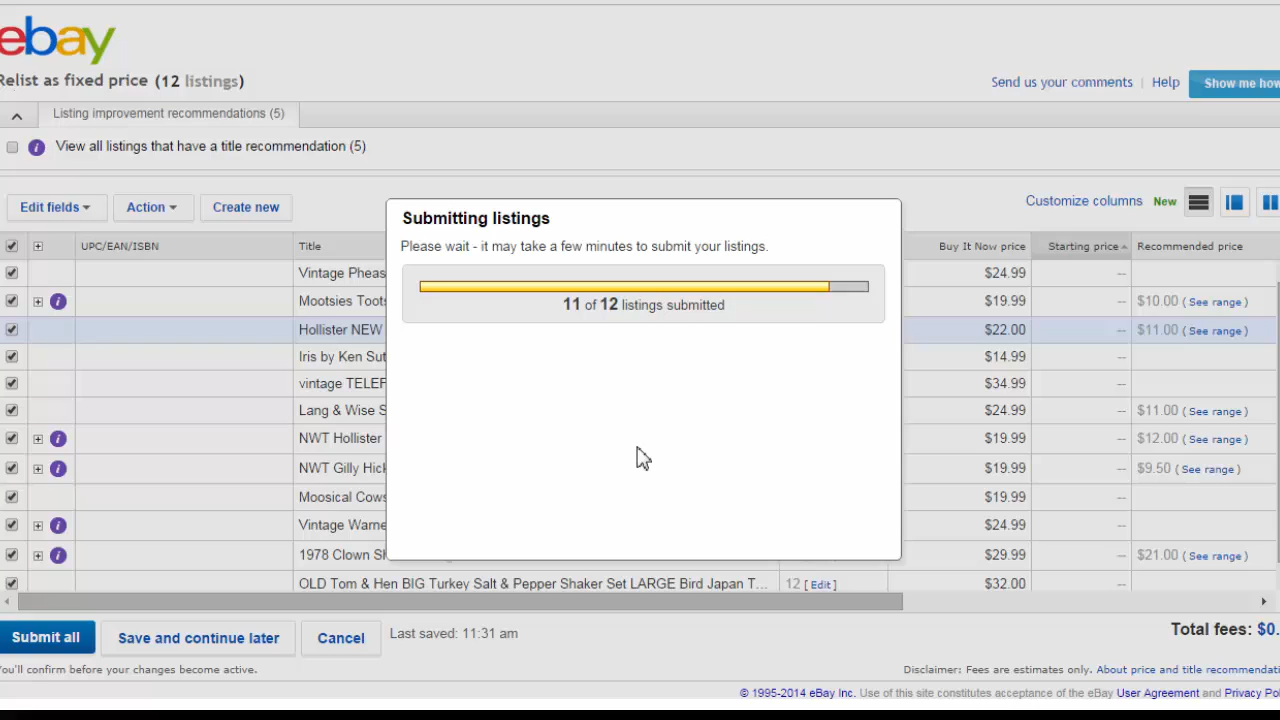 ebay
Relist as fixed price (12 listings)
Send us your comments | Help Show me how
Listing improvement recommendations (5)
i View all listings that have a title recommendation (5)
Edit fields Action Create new
Customize columns New
UPC/EAN/ISBN Title Buy It Now price Starting price Recommended price
Submitting listings
Please wait - it may take a few minutes to submit your listings.
11 of 12 listings submitted
Vintage Pheas $24.99 --
i Mootsies Toots $19.99 -- $10.00 ( See range )
Hollister NEW $22.00 -- $11.00 ( See range )
Iris by Ken Sut $14.99 --
vintage TELEF $34.99 --
Lang & Wise S $24.99 -- $11.00 ( See range )
i NWT Hollister $19.99 -- $12.00 ( See range )
i NWT Gilly Hick $19.99 -- $9.50 ( See range )
Moosical Cows $19.99 --
i Vintage Warne $24.99 --
i 1978 Clown Sh $29.99 -- $21.00 ( See range )
OLD Tom & Hen BIG Turkey Salt & Pepper Shaker Set LARGE Bird Japan T... 12 [ Edit ] $32.00 --
Submit all Save and continue later Cancel Last saved: 11:31 am
Total fees: $0.
You'll confirm before your changes become active.
Disclaimer: Fees are estimates only. About price and title recommendati
© 1995-2014 eBay Inc. Use of this site constitutes acceptance of the eBay User Agreement and Privacy Pol